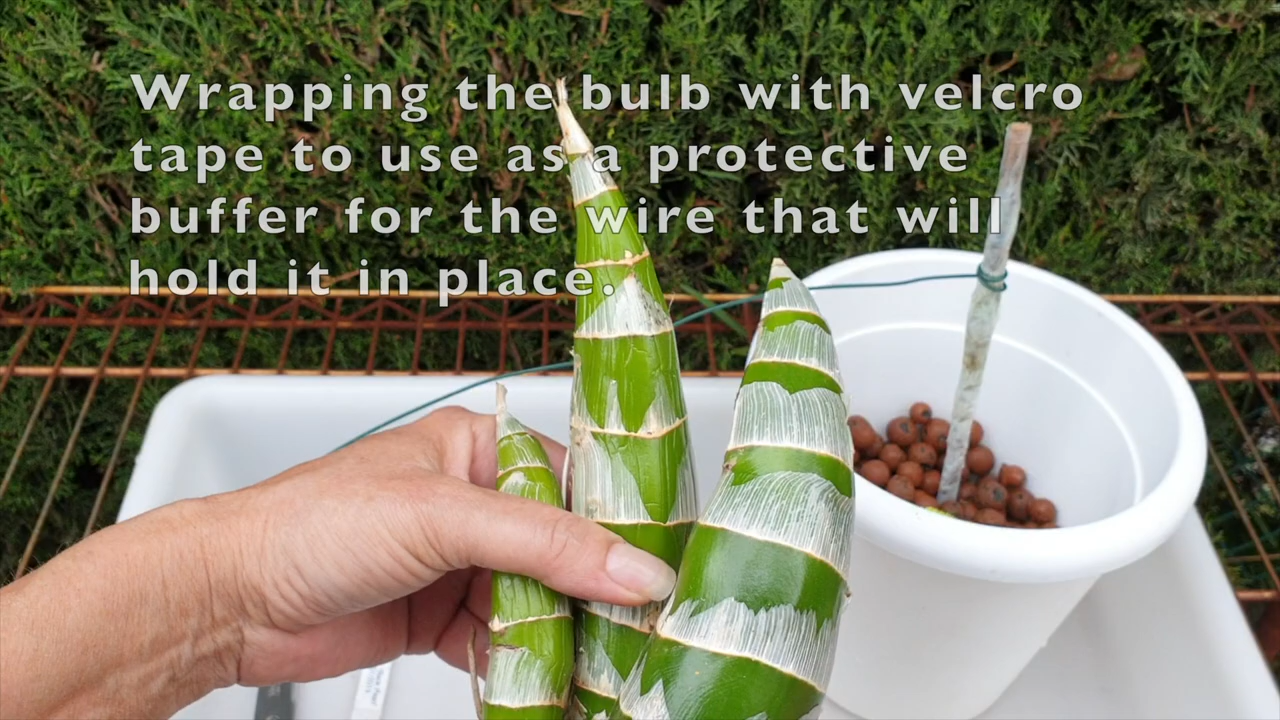 Wrapping the bulb with velcro
tape to use as a protective
buffer for the wire that will
hold it in place.